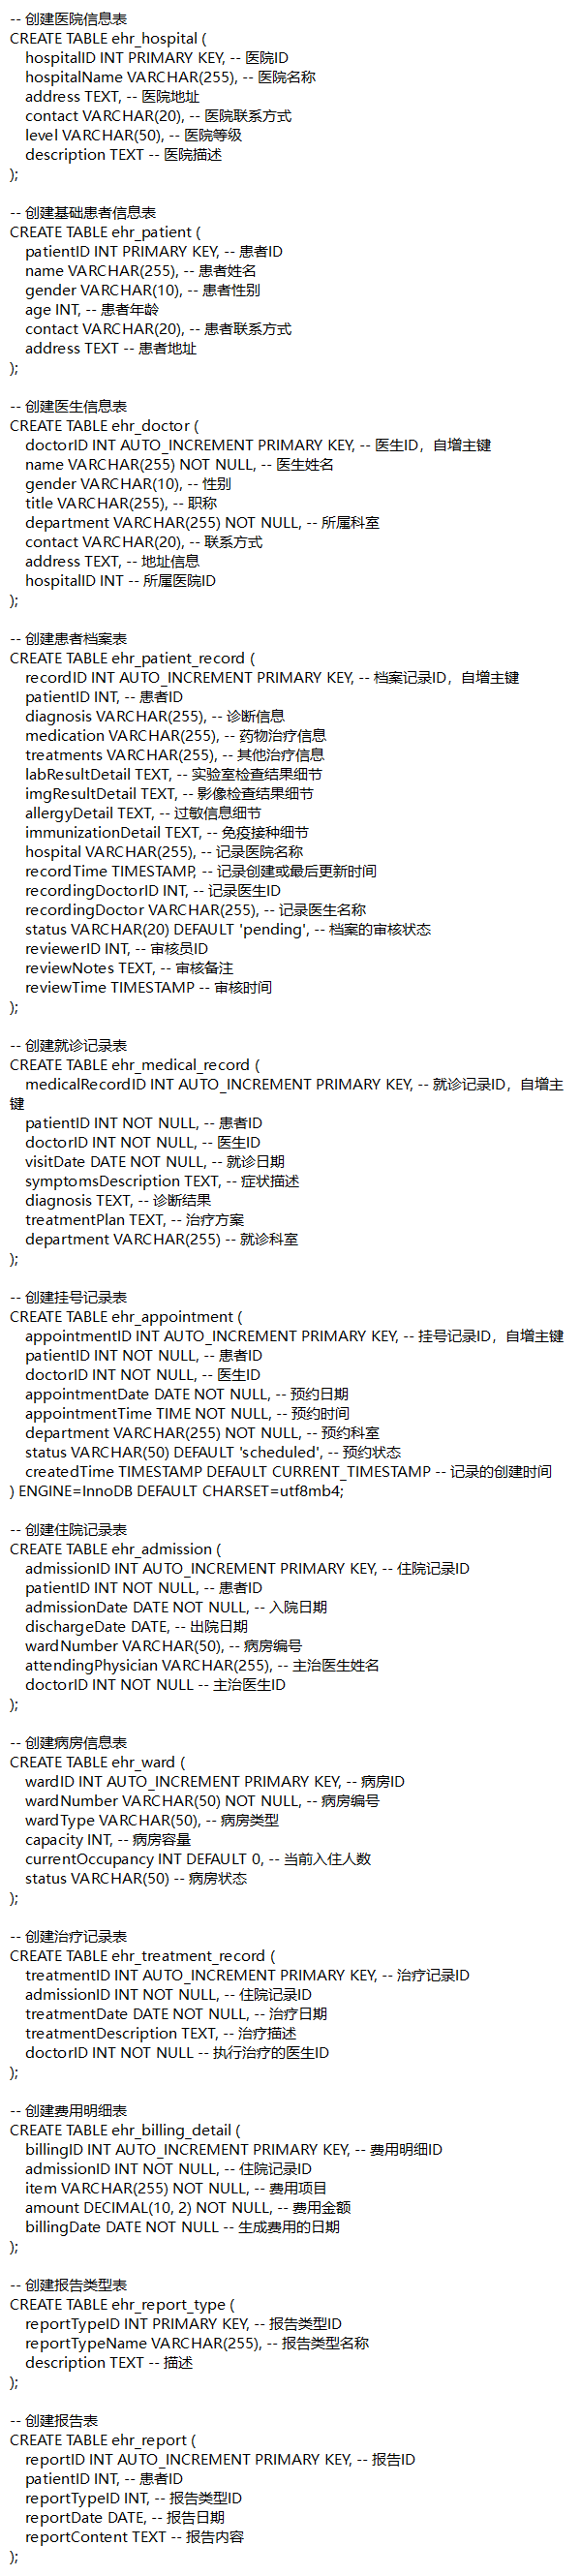 -- 创建医院信息表
CREATE TABLE ehr_hospital (
    hospitalID INT PRIMARY KEY, -- 医院ID
    hospitalName VARCHAR(255), -- 医院名称
    address TEXT, -- 医院地址
    contact VARCHAR(20), -- 医院联系方式
    level VARCHAR(50), -- 医院等级
    description TEXT -- 医院描述
);

-- 创建基础患者信息表
CREATE TABLE ehr_patient (
    patientID INT PRIMARY KEY, -- 患者ID
    name VARCHAR(255), -- 患者姓名
    gender VARCHAR(10), -- 患者性别
    age INT, -- 患者年龄
    contact VARCHAR(20), -- 患者联系方式
    address TEXT -- 患者地址
);

-- 创建医生信息表
CREATE TABLE ehr_doctor (
    doctorID INT AUTO_INCREMENT PRIMARY KEY, -- 医生ID，自增主键
    name VARCHAR(255) NOT NULL, -- 医生姓名
    gender VARCHAR(10), -- 性别
    title VARCHAR(255), -- 职称
    department VARCHAR(255) NOT NULL, -- 所属科室
    contact VARCHAR(20), -- 联系方式
    address TEXT, -- 地址信息
    hospitalID INT -- 所属医院ID
);

-- 创建患者档案表
CREATE TABLE ehr_patient_record (
    recordID INT AUTO_INCREMENT PRIMARY KEY, -- 档案记录ID，自增主键
    patientID INT, -- 患者ID
    diagnosis VARCHAR(255), -- 诊断信息
    medication VARCHAR(255), -- 药物治疗信息
    treatments VARCHAR(255), -- 其他治疗信息
    labResultDetail TEXT, -- 实验室检查结果细节
    imgResultDetail TEXT, -- 影像检查结果细节
    allergyDetail TEXT, -- 过敏信息细节
    immunizationDetail TEXT, -- 免疫接种细节
    hospital VARCHAR(255), -- 记录医院名称
    recordTime TIMESTAMP, -- 记录创建或最后更新时间
    recordingDoctorID INT, -- 记录医生ID
    recordingDoctor VARCHAR(255), -- 记录医生名称
    status VARCHAR(20) DEFAULT 'pending', -- 档案的审核状态
    reviewerID INT, -- 审核员ID
    reviewNotes TEXT, -- 审核备注
    reviewTime TIMESTAMP -- 审核时间
);

-- 创建就诊记录表
CREATE TABLE ehr_medical_record (
    medicalRecordID INT AUTO_INCREMENT PRIMARY KEY, -- 就诊记录ID，自增主
键
    patientID INT NOT NULL, -- 患者ID
    doctorID INT NOT NULL, -- 医生ID
    visitDate DATE NOT NULL, -- 就诊日期
    symptomsDescription TEXT, -- 症状描述
    diagnosis TEXT, -- 诊断结果
    treatmentPlan TEXT, -- 治疗方案
    department VARCHAR(255) -- 就诊科室
);

-- 创建挂号记录表
CREATE TABLE ehr_appointment (
    appointmentID INT AUTO_INCREMENT PRIMARY KEY, -- 挂号记录ID，自增主键
    patientID INT NOT NULL, -- 患者ID
    doctorID INT NOT NULL, -- 医生ID
    appointmentDate DATE NOT NULL, -- 预约日期
    appointmentTime TIME NOT NULL, -- 预约时间
    department VARCHAR(255) NOT NULL, -- 预约科室
    status VARCHAR(50) DEFAULT 'scheduled', -- 预约状态
    createdTime TIMESTAMP DEFAULT CURRENT_TIMESTAMP -- 记录的创建时间
) ENGINE=InnoDB DEFAULT CHARSET=utf8mb4;

-- 创建住院记录表
CREATE TABLE ehr_admission (
    admissionID INT AUTO_INCREMENT PRIMARY KEY, -- 住院记录ID
    patientID INT NOT NULL, -- 患者ID
    admissionDate DATE NOT NULL, -- 入院日期
    dischargeDate DATE, -- 出院日期
    wardNumber VARCHAR(50), -- 病房编号
    attendingPhysician VARCHAR(255), -- 主治医生姓名
    doctorID INT NOT NULL -- 主治医生ID
);

-- 创建病房信息表
CREATE TABLE ehr_ward (
    wardID INT AUTO_INCREMENT PRIMARY KEY, -- 病房ID
    wardNumber VARCHAR(50) NOT NULL, -- 病房编号
    wardType VARCHAR(50), -- 病房类型
    capacity INT, -- 病房容量
    currentOccupancy INT DEFAULT 0, -- 当前入住人数
    status VARCHAR(50) -- 病房状态
);

-- 创建治疗记录表
CREATE TABLE ehr_treatment_record (
    treatmentID INT AUTO_INCREMENT PRIMARY KEY, -- 治疗记录ID
    admissionID INT NOT NULL, -- 住院记录ID
    treatmentDate DATE NOT NULL, -- 治疗日期
    treatmentDescription TEXT, -- 治疗描述
    doctorID INT NOT NULL -- 执行治疗的医生ID
);

-- 创建费用明细表
CREATE TABLE ehr_billing_detail (
    billingID INT AUTO_INCREMENT PRIMARY KEY, -- 费用明细ID
    admissionID INT NOT NULL, -- 住院记录ID
    item VARCHAR(255) NOT NULL, -- 费用项目
    amount DECIMAL(10, 2) NOT NULL, -- 费用金额
    billingDate DATE NOT NULL -- 生成费用的日期
);

-- 创建报告类型表
CREATE TABLE ehr_report_type (
    reportTypeID INT PRIMARY KEY, -- 报告类型ID
    reportTypeName VARCHAR(255), -- 报告类型名称
    description TEXT -- 描述
);

-- 创建报告表
CREATE TABLE ehr_report (
    reportID INT AUTO_INCREMENT PRIMARY KEY, -- 报告ID
    patientID INT, -- 患者ID
    reportTypeID INT, -- 报告类型ID
    reportDate DATE, -- 报告日期
    reportContent TEXT -- 报告内容
);